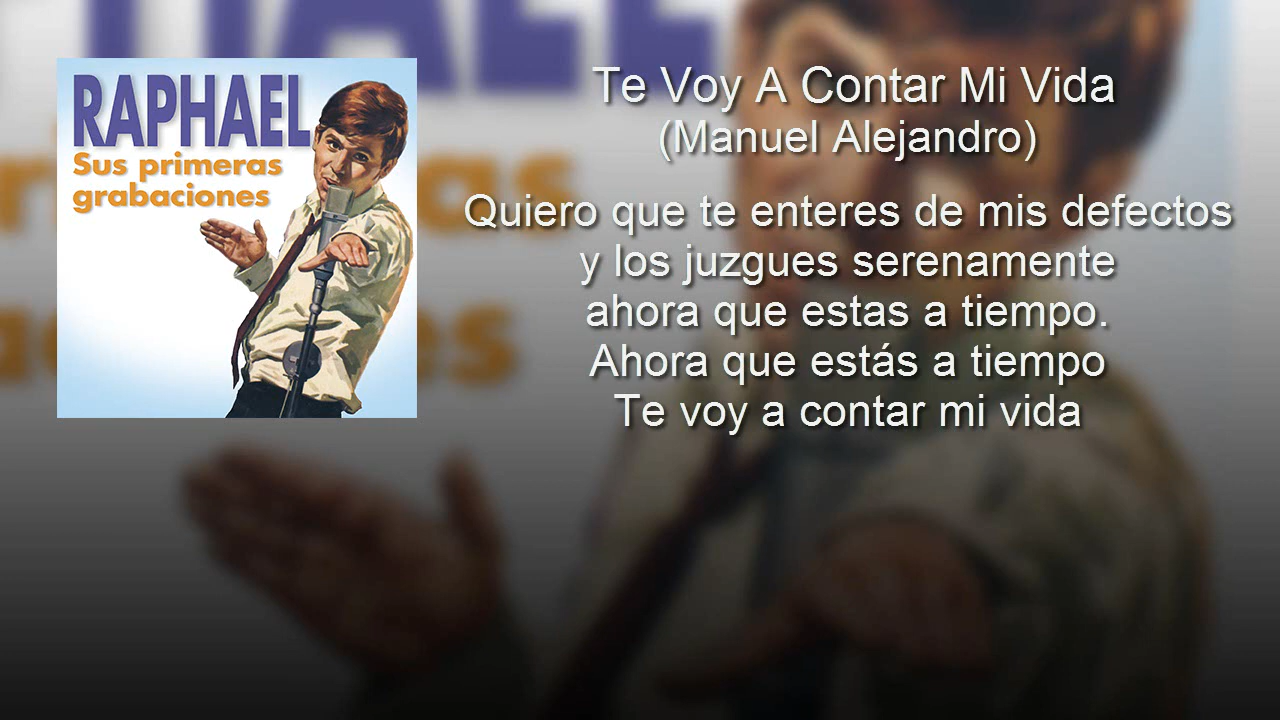 RAPHAEL
Sus primeras
grabaciones
Te Voy A Contar Mi Vida
(Manuel Alejandro)
Quiero que te enteres de mis defectos
y los juzgues serenamente
ahora que estas a tiempo.
Ahora que estás a tiempo
Te voy a contar mi vida